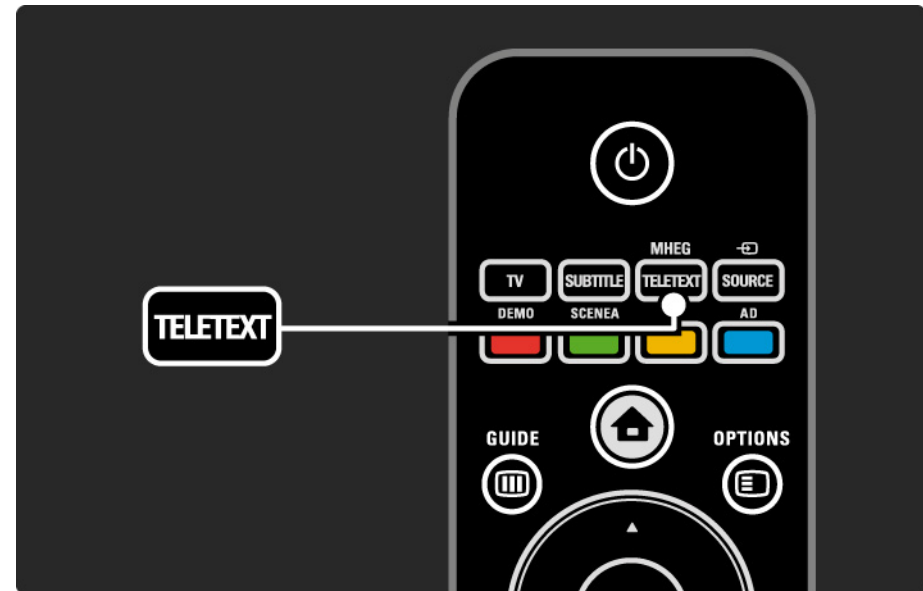 MHEG
TV SUBTITLE TELETEXT SOURCE
DEMO SCENEA AD
TELETEXT
GUIDE OPTIONS